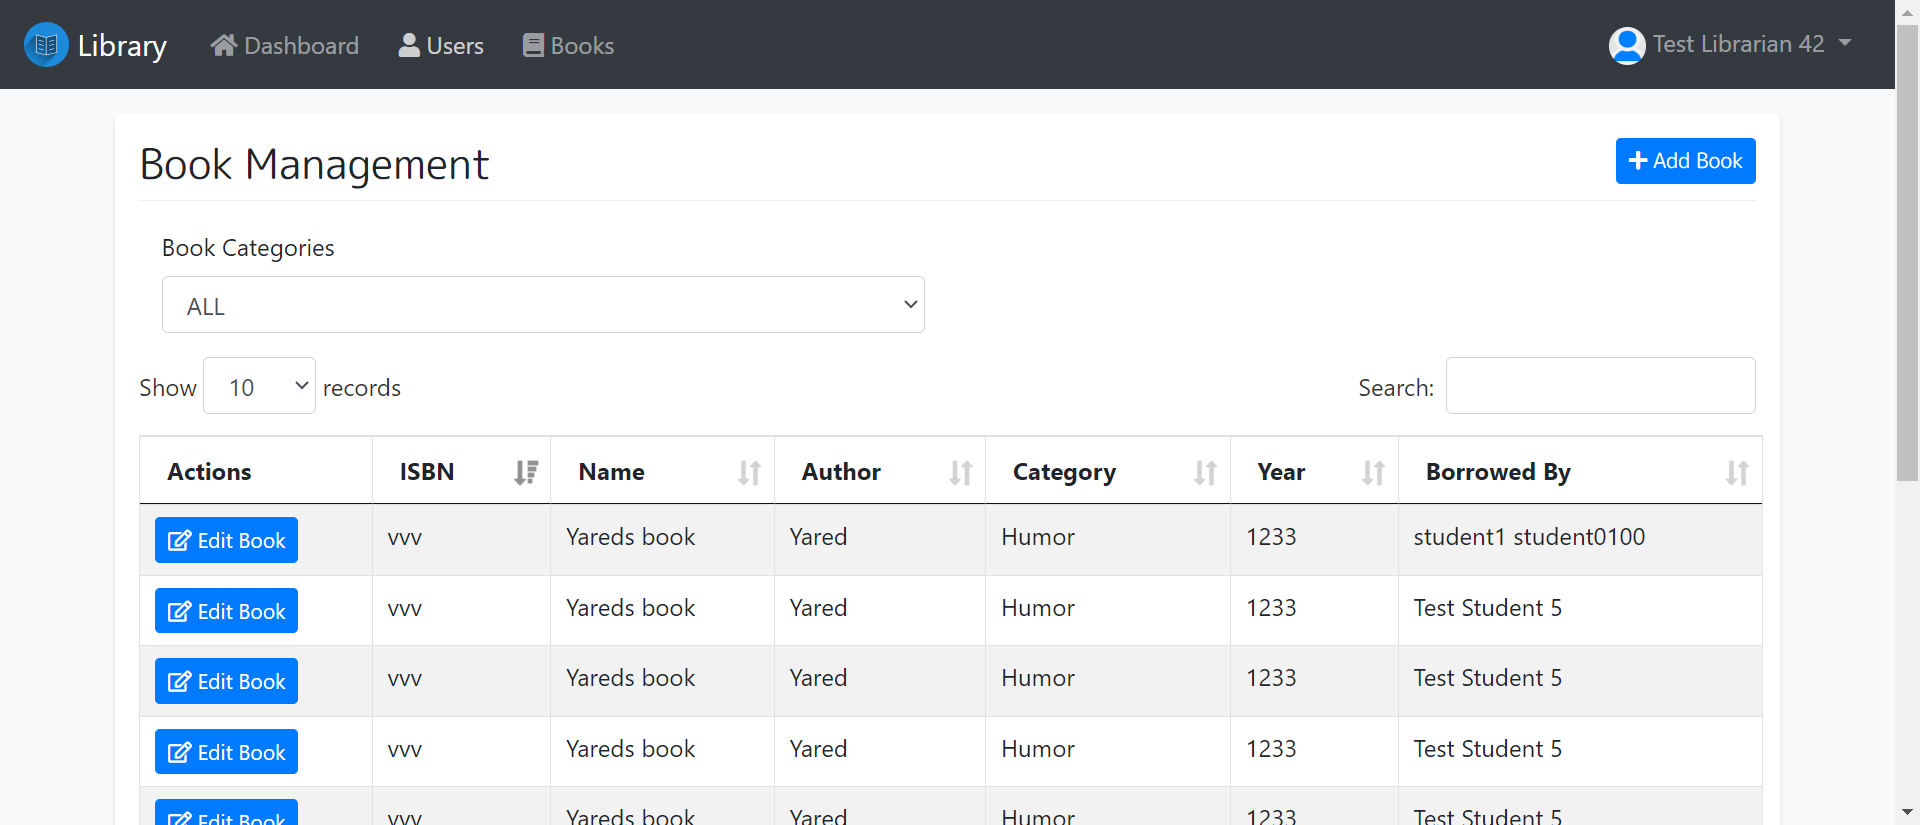 Library Dashboard Users Books Test Librarian 42
Book Management Add Book
Book Categories
ALL
Show 10 records Search:
Actions ISBN Name Author Category Year Borrowed By
Edit Book vvv Yareds book Yared Humor 1233 student1 student0100
Edit Book vvv Yareds book Yared Humor 1233 Test Student 5
Edit Book vvv Yareds book Yared Humor 1233 Test Student 5
Edit Book vvv Yareds book Yared Humor 1233 Test Student 5
Edit Book vvv Yareds book Yared Humor 1233 Test Student 5